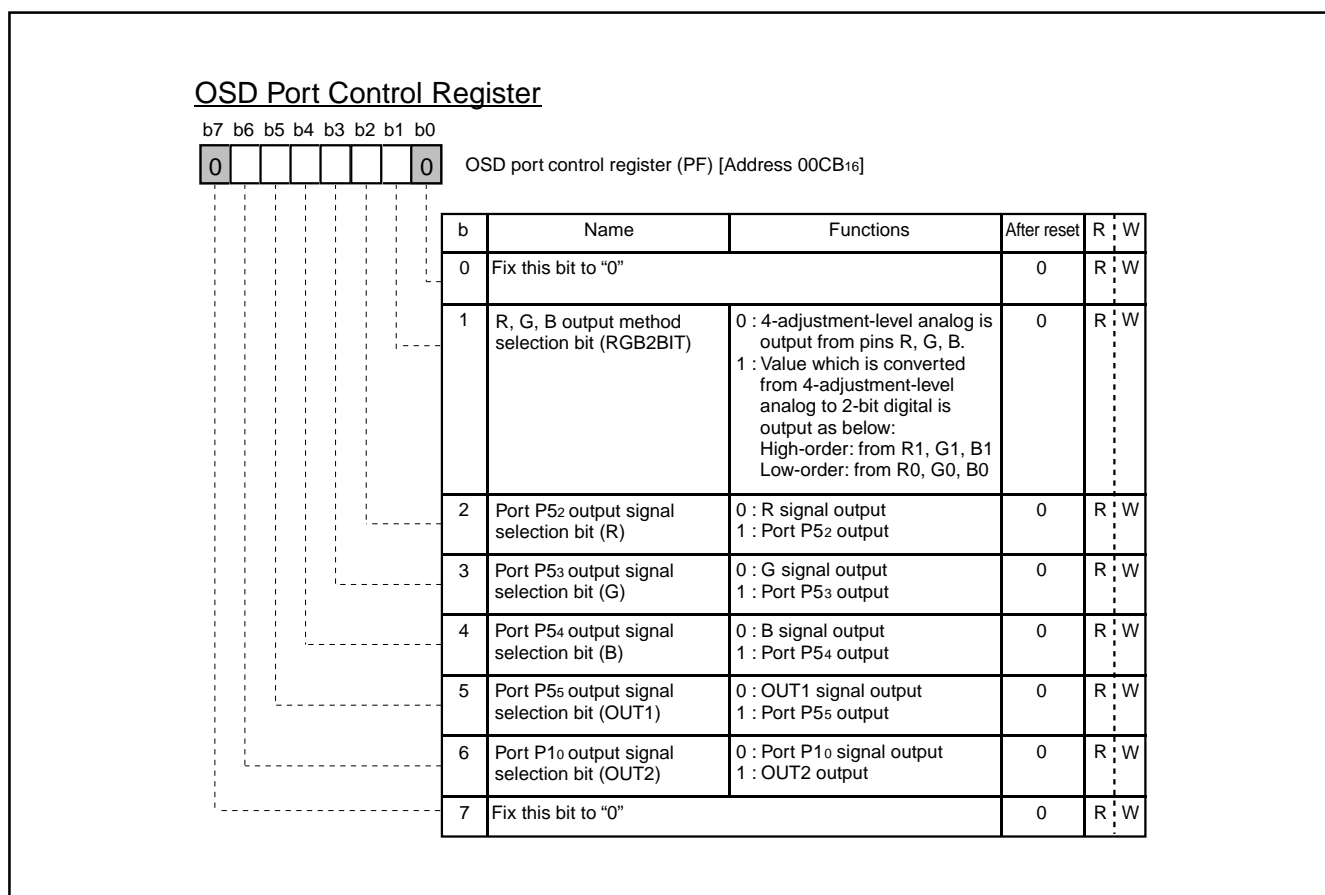 OSD Port Control Register
b7 b6 b5 b4 b3 b2 b1 b0
0 0
OSD port control register (PF) [Address 00CB16]
b Name Functions After reset R W
0 Fix this bit to “0” 0 R W
1 R, G, B output method 0 : 4-adjustment-level analog is 0 R W
selection bit (RGB2BIT) output from pins R, G, B.
1 : Value which is converted
from 4-adjustment-level
analog to 2-bit digital is
output as below:
High-order: from R1, G1, B1
Low-order: from R0, G0, B0
2 Port P52 output signal 0 : R signal output 0 R W
selection bit (R) 1 : Port P52 output
3 Port P53 output signal 0 : G signal output 0 R W
selection bit (G) 1 : Port P53 output
4 Port P54 output signal 0 : B signal output 0 R W
selection bit (B) 1 : Port P54 output
5 Port P55 output signal 0 : OUT1 signal output 0 R W
selection bit (OUT1) 1 : Port P55 output
6 Port P10 output signal 0 : Port P10 signal output 0 R W
selection bit (OUT2) 1 : OUT2 output
7 Fix this bit to “0” 0 R W